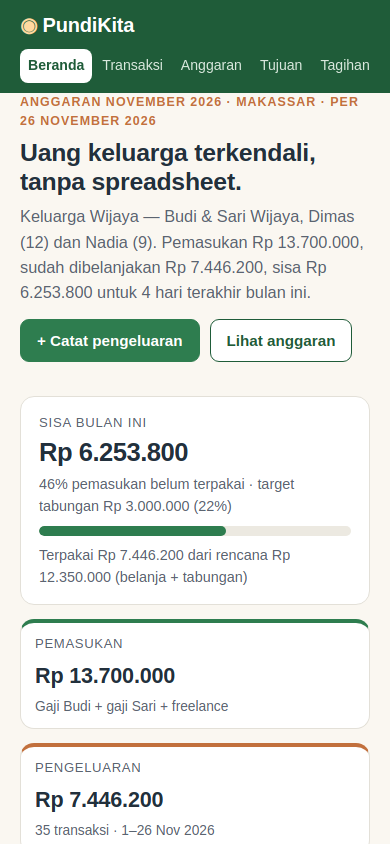 PundiKita
Beranda Transaksi Anggaran Tujuan Tagihan
ANGGARAN NOVEMBER 2026 · MAKASSAR · PER
26 NOVEMBER 2026
Uang keluarga terkendali,
tanpa spreadsheet.
Keluarga Wijaya — Budi & Sari Wijaya, Dimas
(12) dan Nadia (9). Pemasukan Rp 13.700.000,
sudah dibelanjakan Rp 7.446.200, sisa Rp
6.253.800 untuk 4 hari terakhir bulan ini.
+ Catat pengeluaran Lihat anggaran
SISA BULAN INI
Rp 6.253.800
46% pemasukan belum terpakai · target
tabungan Rp 3.000.000 (22%)
Terpakai Rp 7.446.200 dari rencana Rp
12.350.000 (belanja + tabungan)
PEMASUKAN
Rp 13.700.000
Gaji Budi + gaji Sari + freelance
PENGELUARAN
Rp 7.446.200
35 transaksi · 1–26 Nov 2026